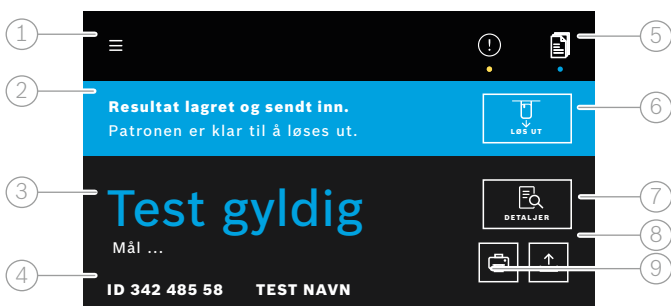 1
5
2
Resultat lagret og sendt inn.
Patronen er klar til å løses ut.
LØS UT
6
3
Test gyldig
DETALJER
7
Mål ...
8
4
ID 342 485 58 TEST NAVN
9